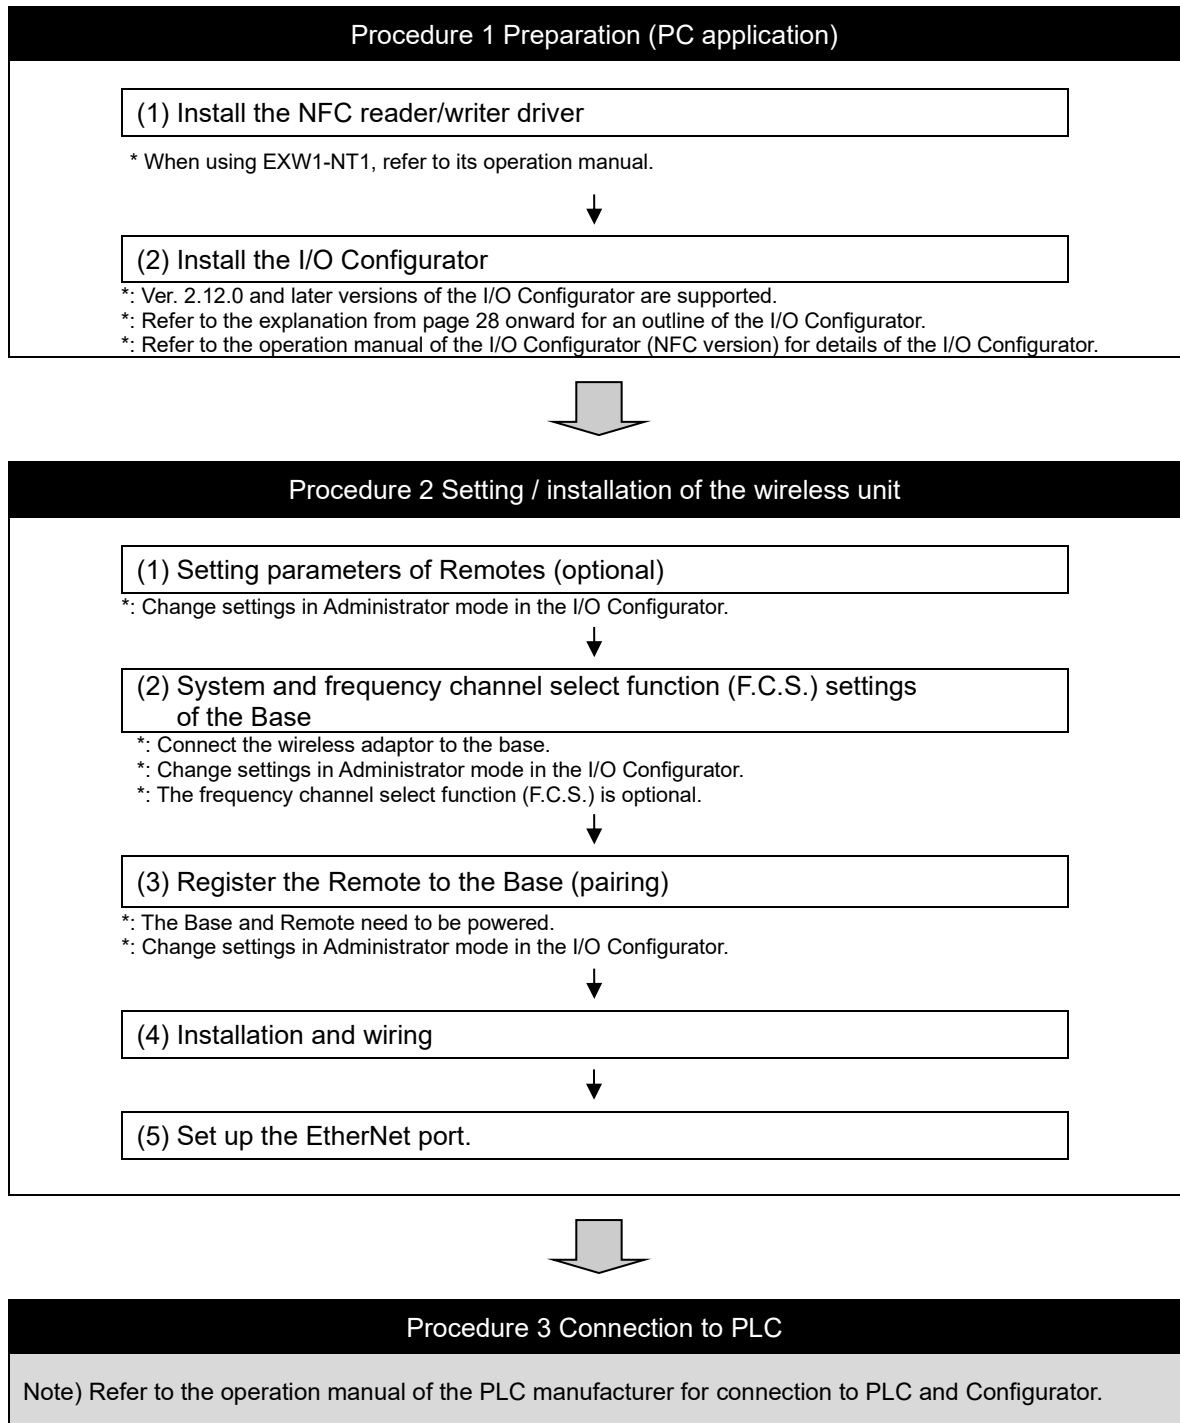 Procedure 1 Preparation (PC application)
(1) Install the NFC reader/writer driver
* When using EXW1-NT1, refer to its operation manual.
(2) Install the I/O Configurator
*: Ver. 2.12.0 and later versions of the I/O Configurator are supported.
*: Refer to the explanation from page 28 onward for an outline of the I/O Configurator.
*: Refer to the operation manual of the I/O Configurator (NFC version) for details of the I/O Configurator.
Procedure 2 Setting / installation of the wireless unit
(1) Setting parameters of Remotes (optional)
*: Change settings in Administrator mode in the I/O Configurator.
(2) System and frequency channel select function (F.C.S.) settings
of the Base
*: Connect the wireless adaptor to the base.
*: Change settings in Administrator mode in the I/O Configurator.
*: The frequency channel select function (F.C.S.) is optional.
(3) Register the Remote to the Base (pairing)
*: The Base and Remote need to be powered.
*: Change settings in Administrator mode in the I/O Configurator.
(4) Installation and wiring
(5) Set up the EtherNet port.
Procedure 3 Connection to PLC
Note) Refer to the operation manual of the PLC manufacturer for connection to PLC and Configurator.